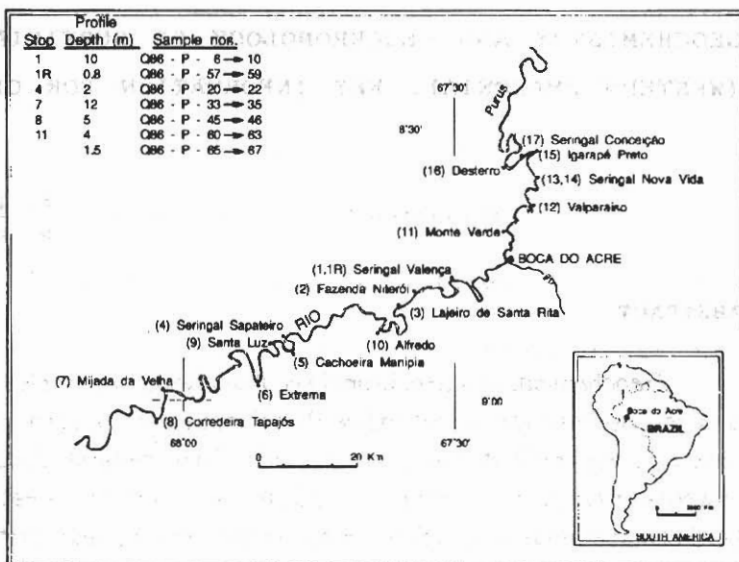 Profile
Stop Depth (m) Sample nos.
1 10 Q86 - P - 6 → 10
1R 0.8 Q86 - P - 57 → 59
4 2 Q86 - P - 20 → 22
7 12 Q86 - P - 33 → 35
8 5 Q86 - P - 45 → 46
11 4 Q86 - P - 60 → 63
1.5 Q86 - P - 65 → 67
67°30'
8°30'
Purus
(17) Seringal Conceição
(15) Igarapé Preto
(16) Desterro
(13,14) Seringal Nova Vida
(12) Valparaíso
(11) Monte Verde
BOCA DO ACRE
(1,1R) Seringal Valença
(2) Fazenda Niterói
(3) Lajeiro de Santa Rita
RIO
(4) Seringal Sapateiro
(9) Santa Luz
(10) Alfredo
(5) Cachoeira Manipia
(6) Extrema
(7) Mijada da Velha
(8) Corredeira Tapajós
9°00
68°00'
67°30'
0 20 Km
Boca do Acre
BRAZIL
SOUTH AMERICA